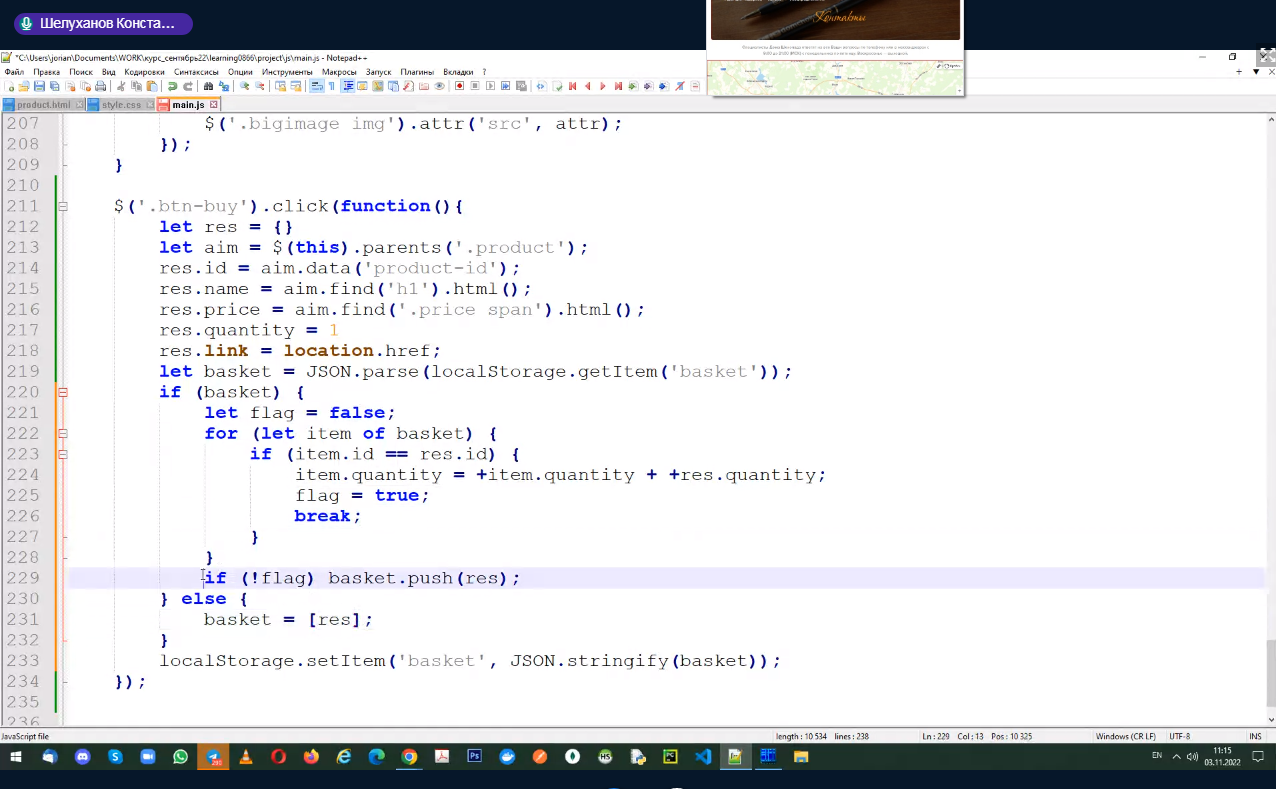 Шелуханов Конста...
Контакты
*C:\Users\jorian\Documents\WORK\курс_сентябрь22\learning0866\project\js\main.js - Notepad++
Файл Правка Поиск Вид Кодировки Синтаксисы Опции Инструменты Макросы Запуск Плагины Вкладки ?
product.html style.css main.js
207 $('.bigimage img').attr('src', attr);
208 });
209 }
210
211 $('.btn-buy').click(function(){
212 let res = {}
213 let aim = $(this).parents('.product');
214 res.id = aim.data('product-id');
215 res.name = aim.find('h1').html();
216 res.price = aim.find('.price span').html();
217 res.quantity = 1
218 res.link = location.href;
219 let basket = JSON.parse(localStorage.getItem('basket'));
220 if (basket) {
221 let flag = false;
222 for (let item of basket) {
223 if (item.id == res.id) {
224 item.quantity = +item.quantity + +res.quantity;
225 flag = true;
226 break;
227 }
228 }
229 if (!flag) basket.push(res);
230 } else {
231 basket = [res];
232 }
233 localStorage.setItem('basket', JSON.stringify(basket));
234 });
235
236
JavaScript file length : 10 534 lines : 238 Ln : 229 Col : 13 Pos : 10 325 Windows (CR LF) UTF-8 INS
EN 11:15
03.11.2022